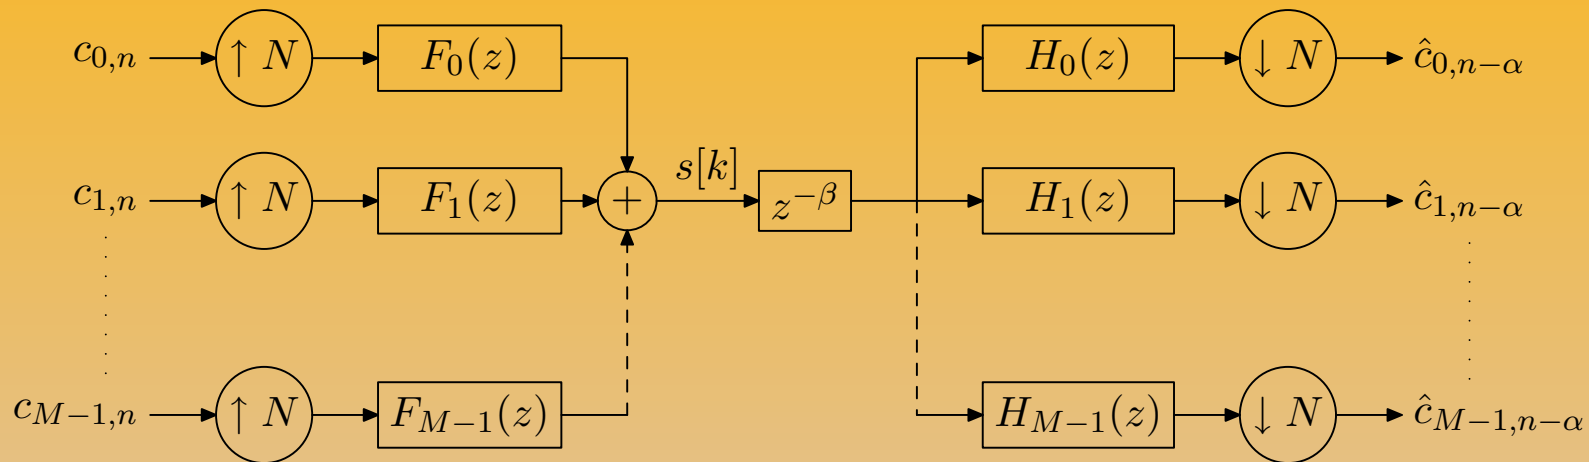 c_{0,n} ↑ N F_0(z) H_0(z) ↓ N ĉ_{0,n−α}
s[k]
c_{1,n} ↑ N F_1(z) + z^{−β} H_1(z) ↓ N ĉ_{1,n−α}
c_{M−1,n} ↑ N F_{M−1}(z) H_{M−1}(z) ↓ N ĉ_{M−1,n−α}